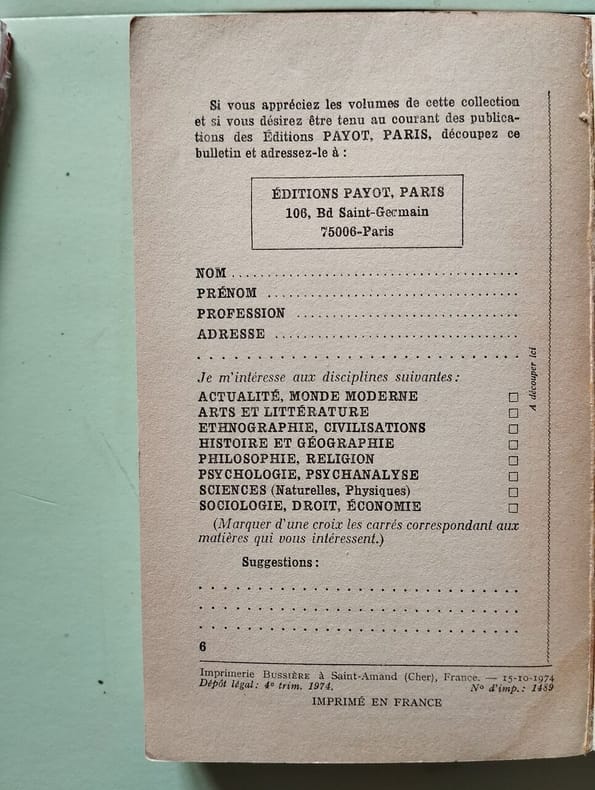 Si vous appréciez les volumes de cette collection
et si vous désirez être tenu au courant des publica-
tions des Éditions PAYOT, PARIS, découpez ce
bulletin et adressez-le à :
ÉDITIONS PAYOT, PARIS
106, Bd Saint-Germain
75006-Paris
NOM ........................................
PRÉNOM ...................................
PROFESSION ..............................
ADRESSE ..................................
..............................
Je m'intéresse aux disciplines suivantes :
ACTUALITÉ, MONDE MODERNE □
ARTS ET LITTÉRATURE □
ETHNOGRAPHIE, CIVILISATIONS □
HISTOIRE ET GÉOGRAPHIE □
PHILOSOPHIE, RELIGION □
PSYCHOLOGIE, PSYCHANALYSE □
SCIENCES (Naturelles, Physiques) □
SOCIOLOGIE, DROIT, ÉCONOMIE □
(Marquer d'une croix les carrés correspondant aux
matières qui vous intéressent.)
Suggestions :
..............................
..............................
..............................
6
A découper ici
Imprimerie BUSSIÈRE à Saint-Amand (Cher), France. — 15-10-1974
Dépôt légal : 4e trim. 1974. No d'imp. : 1489
IMPRIMÉ EN FRANCE